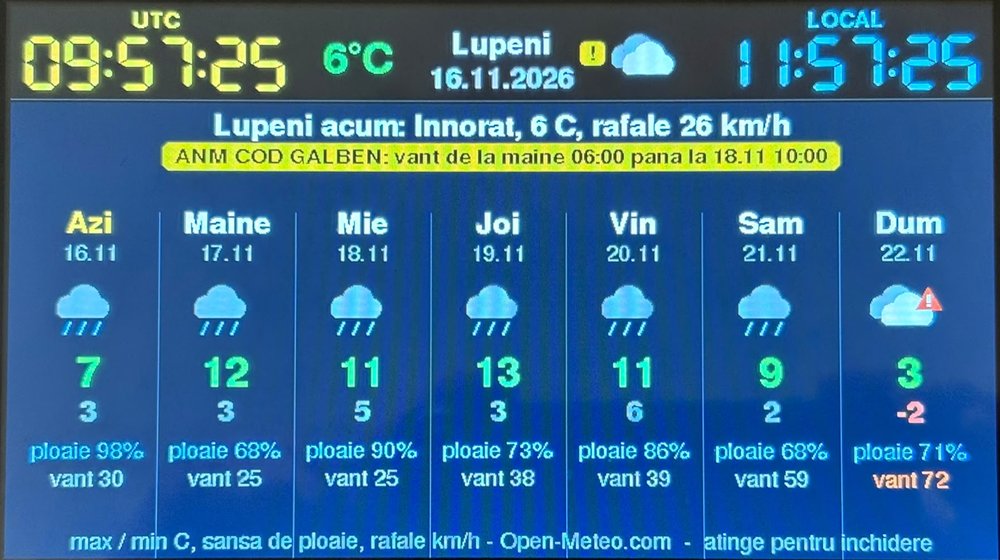 UTC
09:57:25
6°C
Lupeni
16.11.2026
!
LOCAL
11:57:25
Lupeni acum: Innorat, 6 C, rafale 26 km/h
ANM COD GALBEN: vant de la maine 06:00 pana la 18.11 10:00
Azi Maine Mie Joi Vin Sam Dum
16.11 17.11 18.11 19.11 20.11 21.11 22.11
!
7 12 11 13 11 9 3
3 3 5 3 6 2 -2
ploaie 98% ploaie 68% ploaie 90% ploaie 73% ploaie 86% ploaie 68% ploaie 71%
vant 30 vant 25 vant 25 vant 38 vant 39 vant 59 vant 72
max / min C, sansa de ploaie, rafale km/h - Open-Meteo.com - atinge pentru inchidere